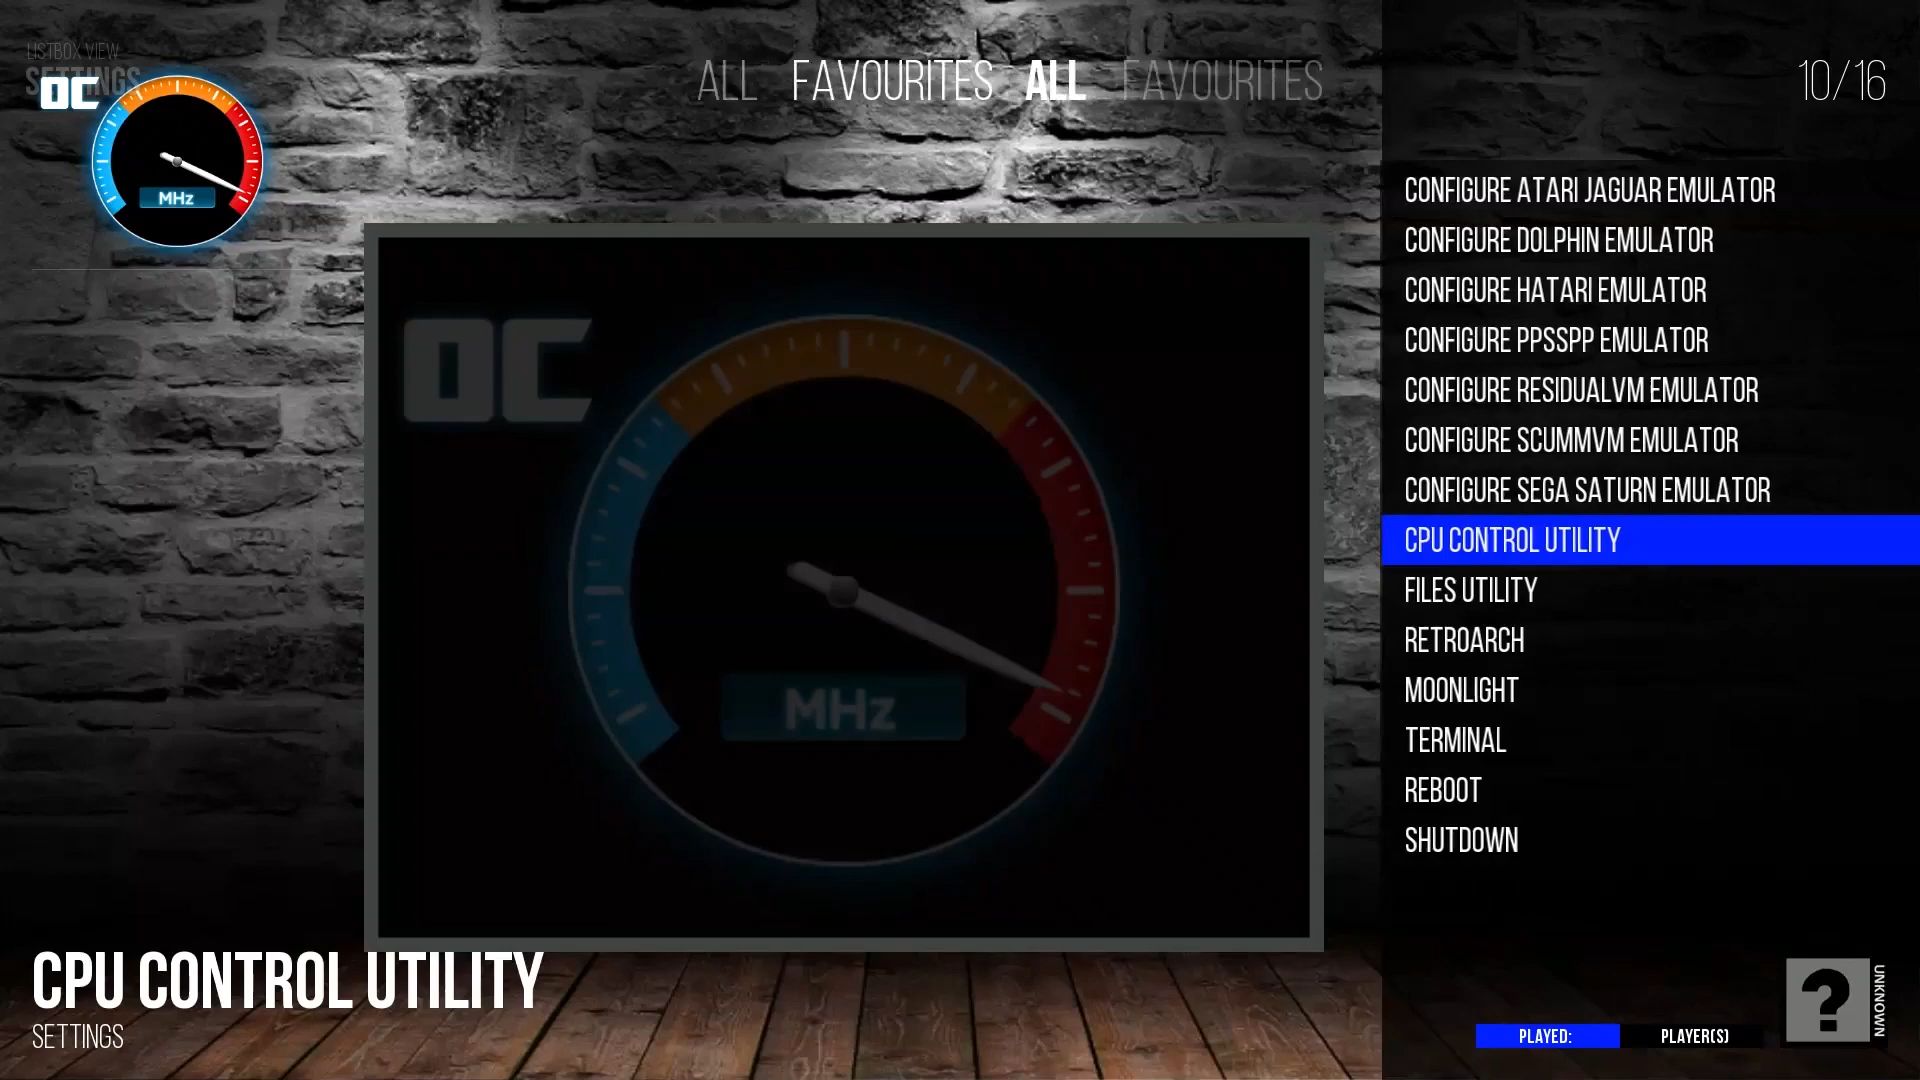 LISTBOX VIEW
SETTINGS
OC
MHz
ALL FAVOURITES ALL FAVOURITES
10/16
OC
MHz
CONFIGURE ATARI JAGUAR EMULATOR
CONFIGURE DOLPHIN EMULATOR
CONFIGURE HATARI EMULATOR
CONFIGURE PPSSPP EMULATOR
CONFIGURE RESIDUALVM EMULATOR
CONFIGURE SCUMMVM EMULATOR
CONFIGURE SEGA SATURN EMULATOR
CPU CONTROL UTILITY
FILES UTILITY
RETROARCH
MOONLIGHT
TERMINAL
REBOOT
SHUTDOWN
CPU CONTROL UTILITY
SETTINGS
PLAYED:
PLAYER(S)
?
UNKNOWN